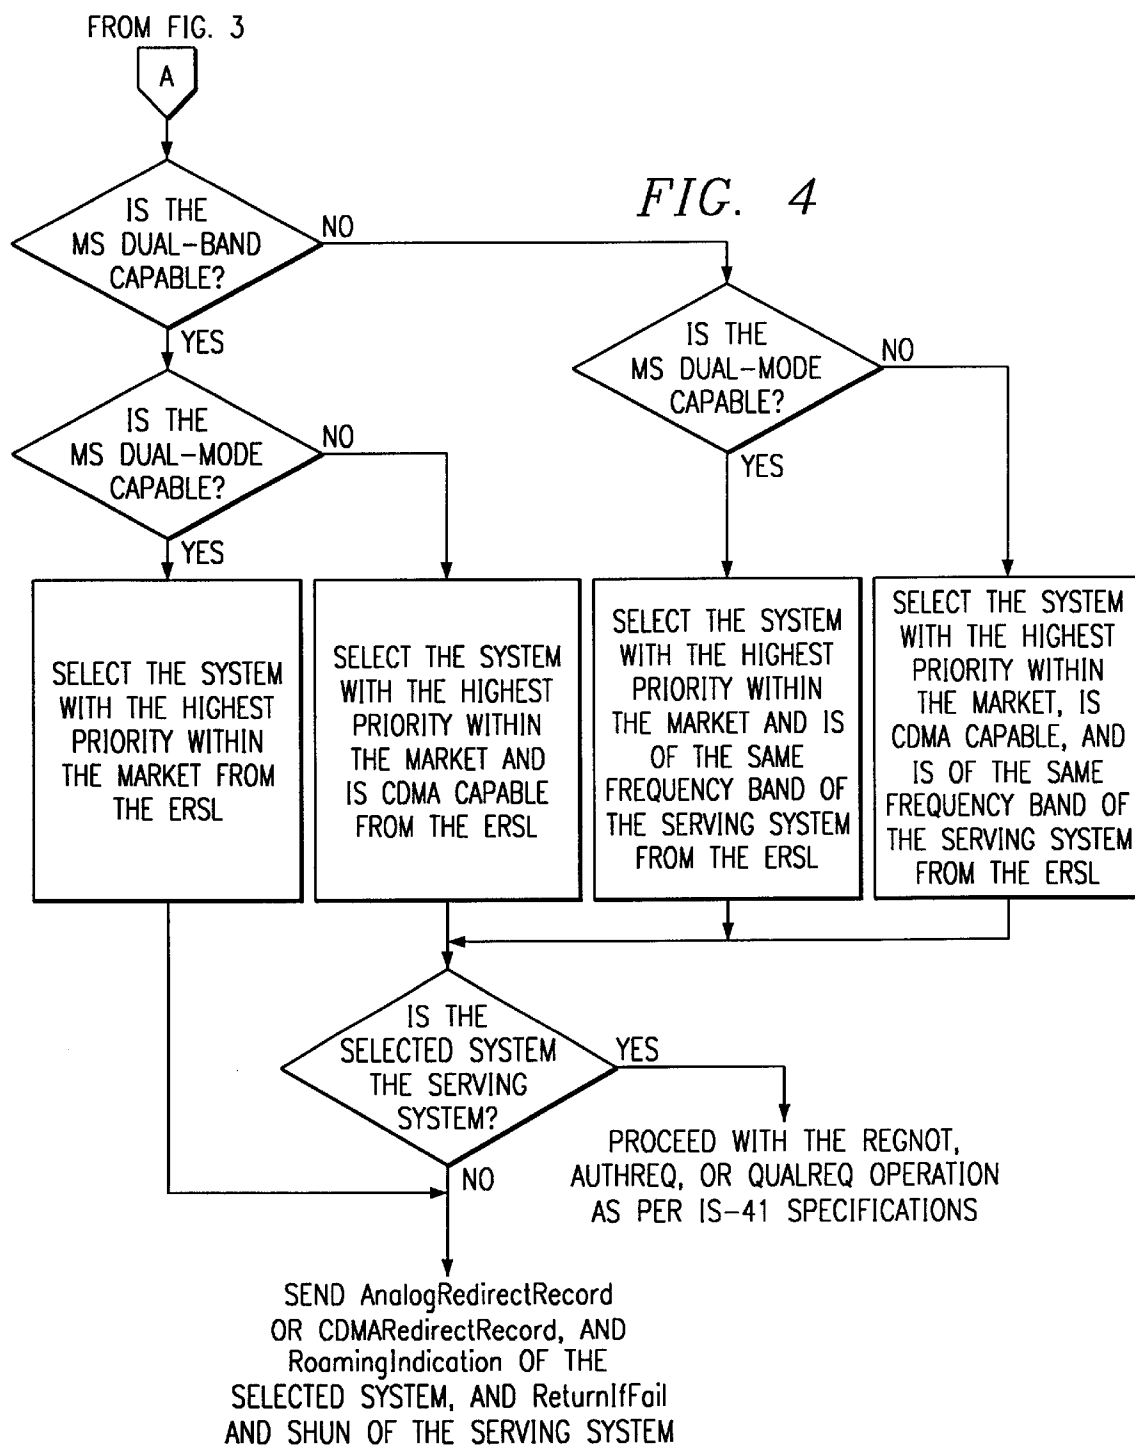 FROM FIG. 3
A
FIG. 4
IS THE
MS DUAL-BAND
CAPABLE?
NO
YES
IS THE
MS DUAL-MODE
CAPABLE?
NO
YES
IS THE
MS DUAL-MODE
CAPABLE?
NO
YES
SELECT THE SYSTEM
WITH THE HIGHEST
PRIORITY WITHIN
THE MARKET FROM
THE ERSL
SELECT THE SYSTEM
WITH THE HIGHEST
PRIORITY WITHIN
THE MARKET AND
IS CDMA CAPABLE
FROM THE ERSL
SELECT THE SYSTEM
WITH THE HIGHEST
PRIORITY WITHIN
THE MARKET AND IS
OF THE SAME
FREQUENCY BAND OF
THE SERVING SYSTEM
FROM THE ERSL
SELECT THE SYSTEM
WITH THE HIGHEST
PRIORITY WITHIN
THE MARKET, IS
CDMA CAPABLE, AND
IS OF THE SAME
FREQUENCY BAND OF
THE SERVING SYSTEM
FROM THE ERSL
IS THE
SELECTED SYSTEM
THE SERVING
SYSTEM?
YES
NO
PROCEED WITH THE REGNOT,
AUTHREQ, OR QUALREQ OPERATION
AS PER IS-41 SPECIFICATIONS
SEND AnalogRedirectRecord
OR CDMARedirectRecord, AND
RoamingIndication OF THE
SELECTED SYSTEM, AND ReturnIfFail
AND SHUN OF THE SERVING SYSTEM